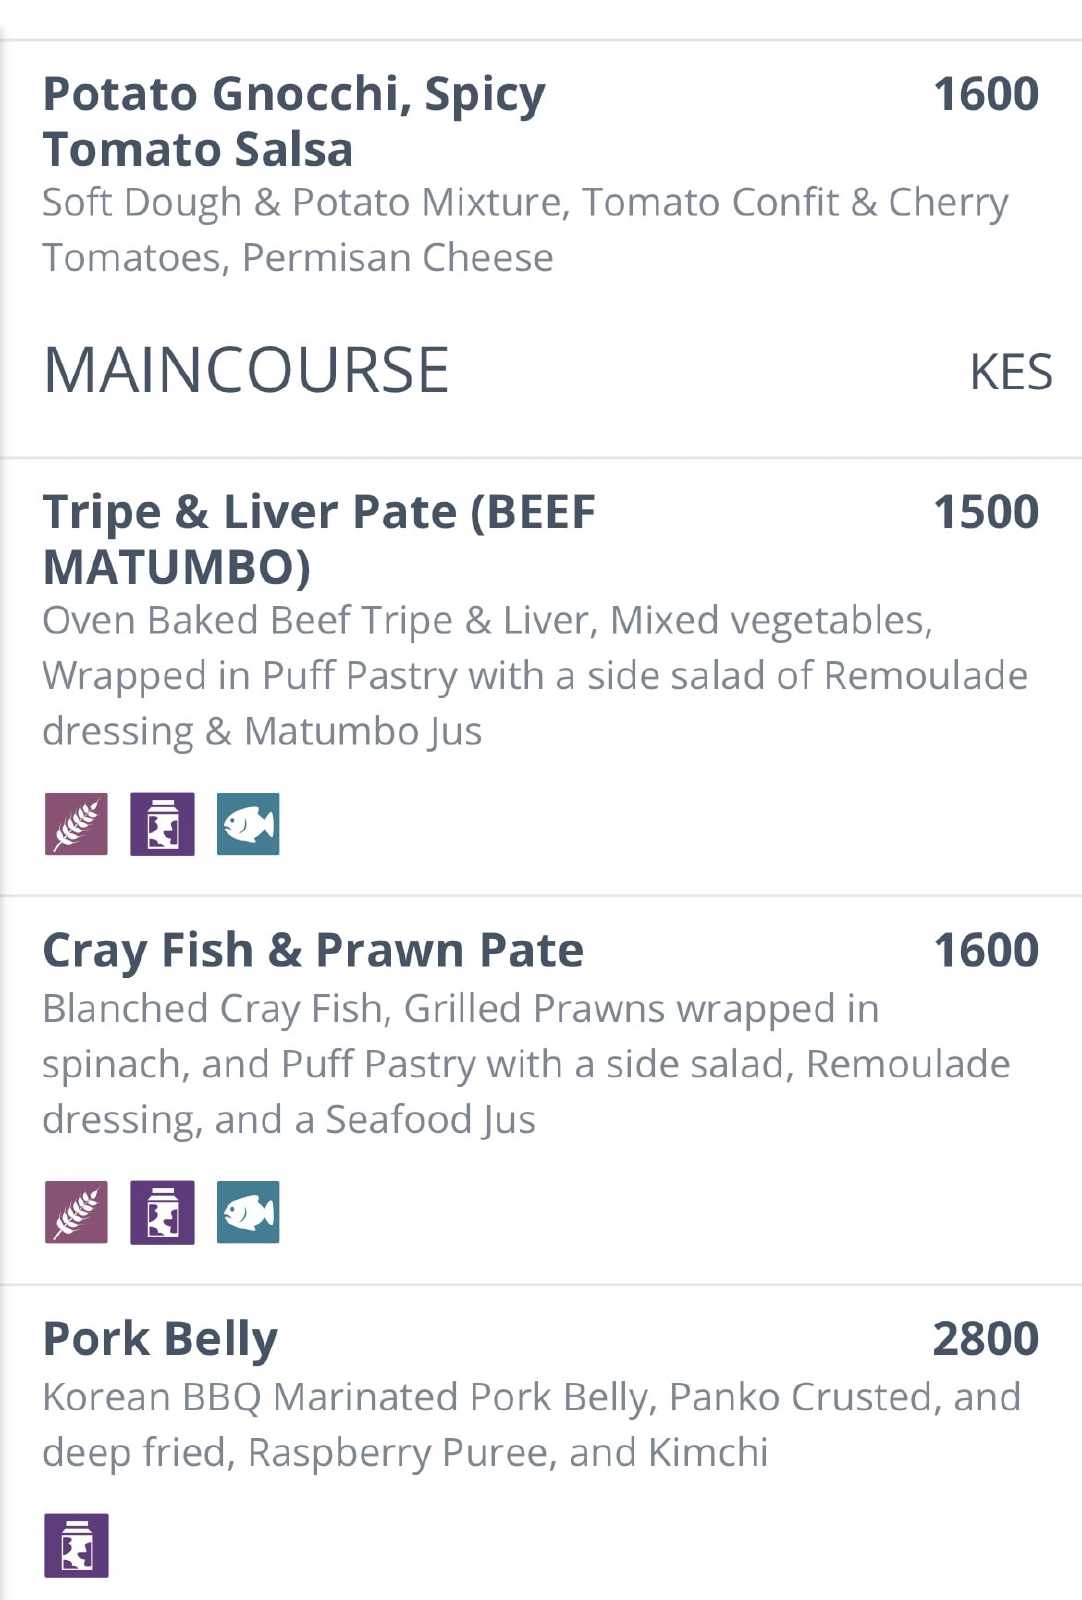 Potato Gnocchi, Spicy 1600
Tomato Salsa
Soft Dough & Potato Mixture, Tomato Confit & Cherry
Tomatoes, Permisan Cheese
MAINCOURSE KES
Tripe & Liver Pate (BEEF 1500
MATUMBO)
Oven Baked Beef Tripe & Liver, Mixed vegetables,
Wrapped in Puff Pastry with a side salad of Remoulade
dressing & Matumbo Jus
Cray Fish & Prawn Pate 1600
Blanched Cray Fish, Grilled Prawns wrapped in
spinach, and Puff Pastry with a side salad, Remoulade
dressing, and a Seafood Jus
Pork Belly 2800
Korean BBQ Marinated Pork Belly, Panko Crusted, and
deep fried, Raspberry Puree, and Kimchi